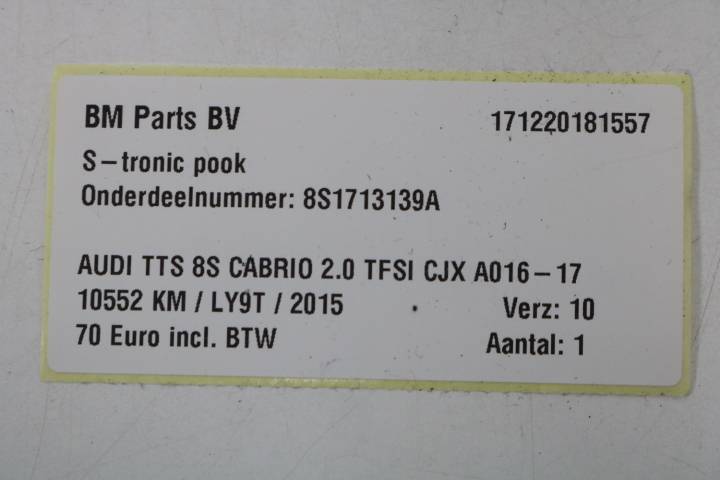 BM Parts BV 171220181557
S-tronic pook
Onderdeelnummer: 8S1713139A
AUDI TTS 8S CABRIO 2.0 TFSI CJX A016-17
10552 KM / LY9T / 2015 Verz: 10
70 Euro incl. BTW Aantal: 1